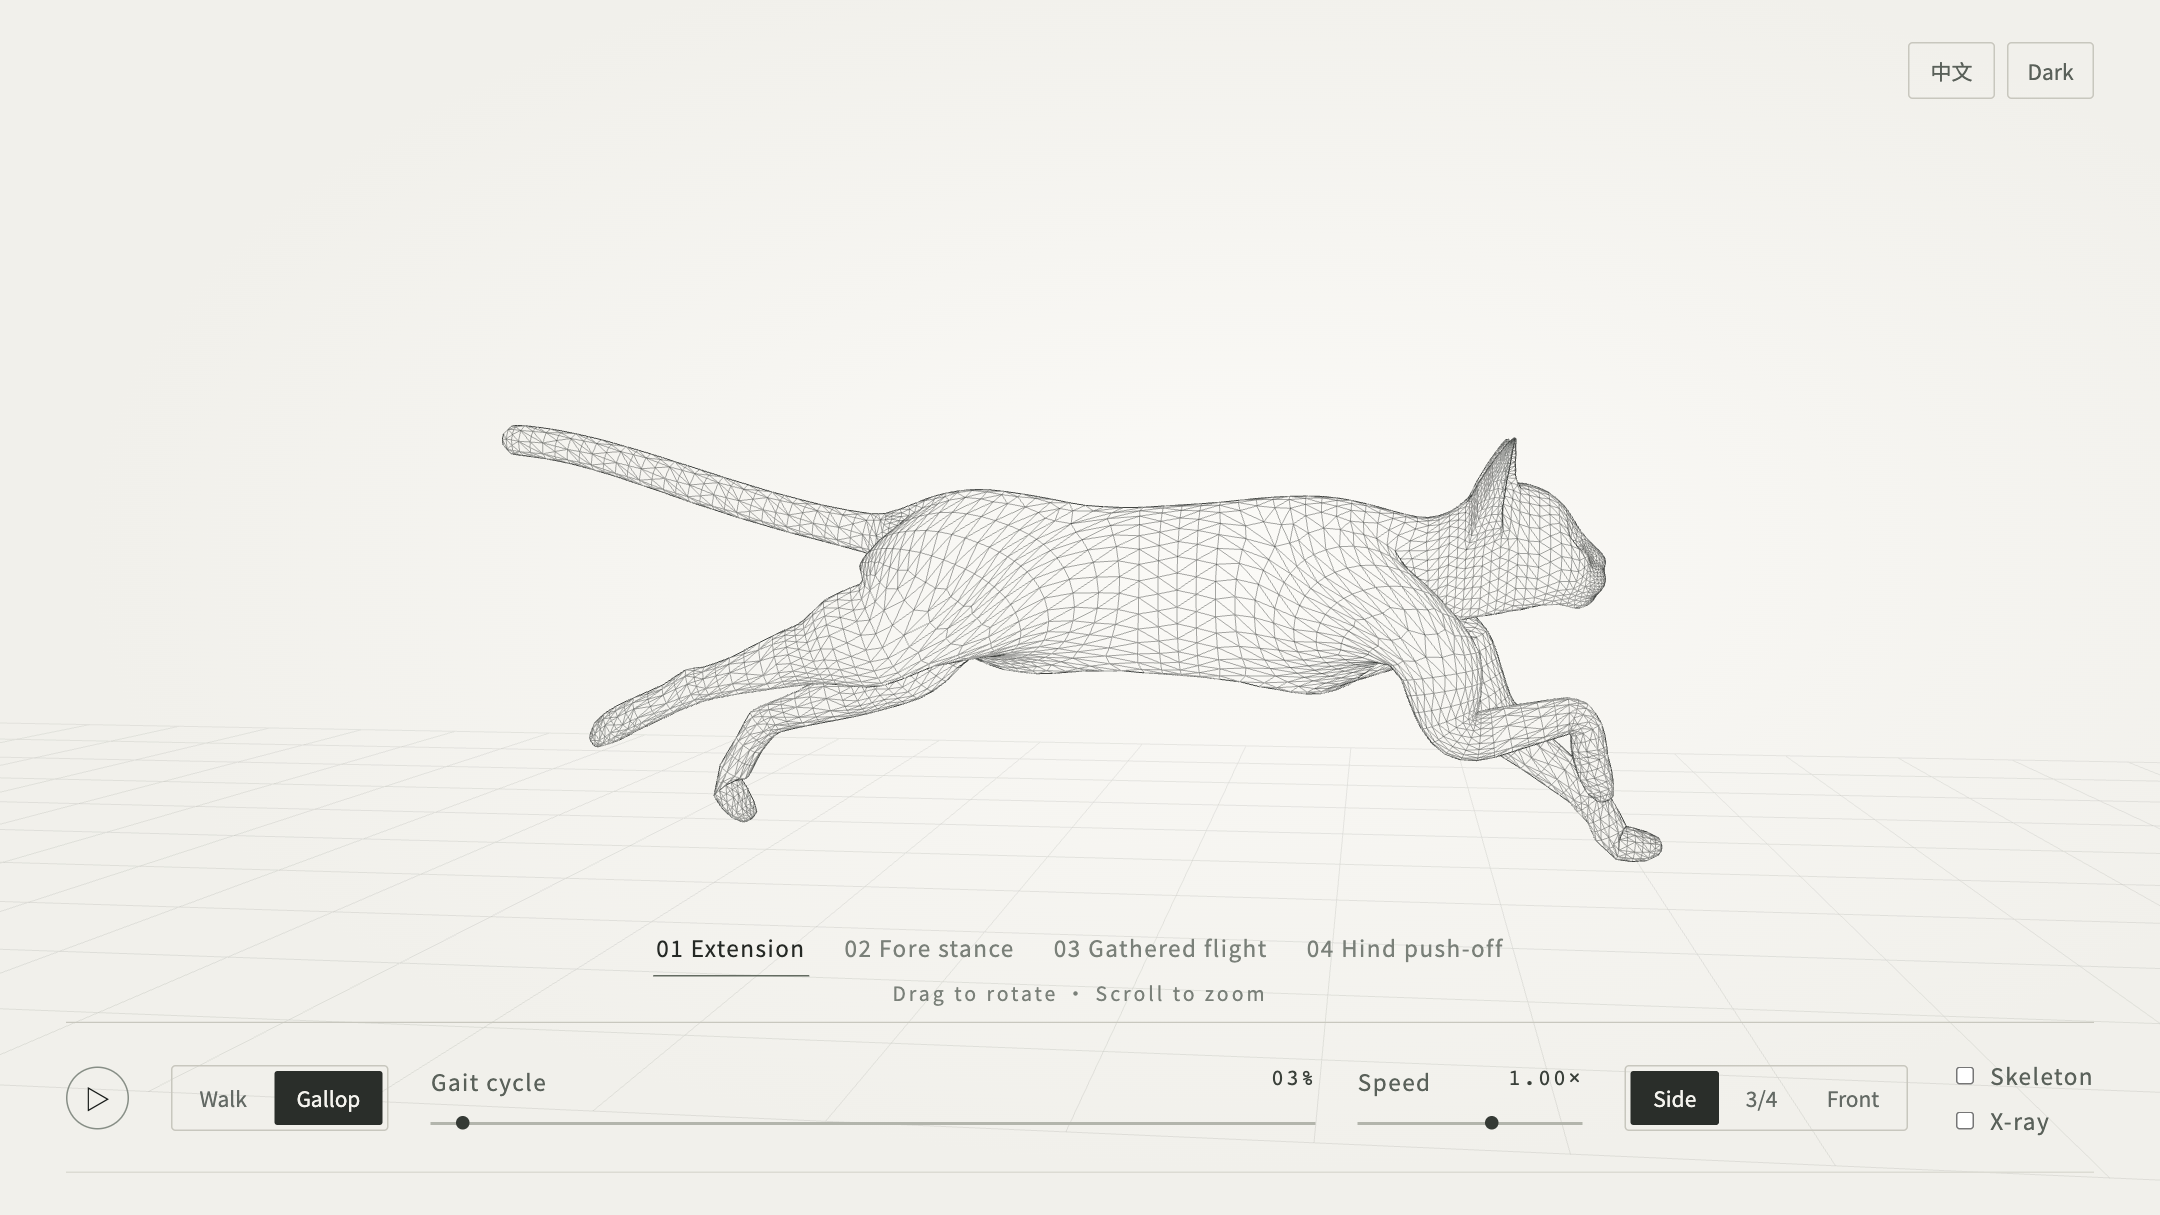 中文 Dark
01 Extension 02 Fore stance 03 Gathered flight 04 Hind push-off
Drag to rotate • Scroll to zoom
Walk Gallop
Gait cycle 03%
Speed 1.00×
Side 3/4 Front
Skeleton
X-ray